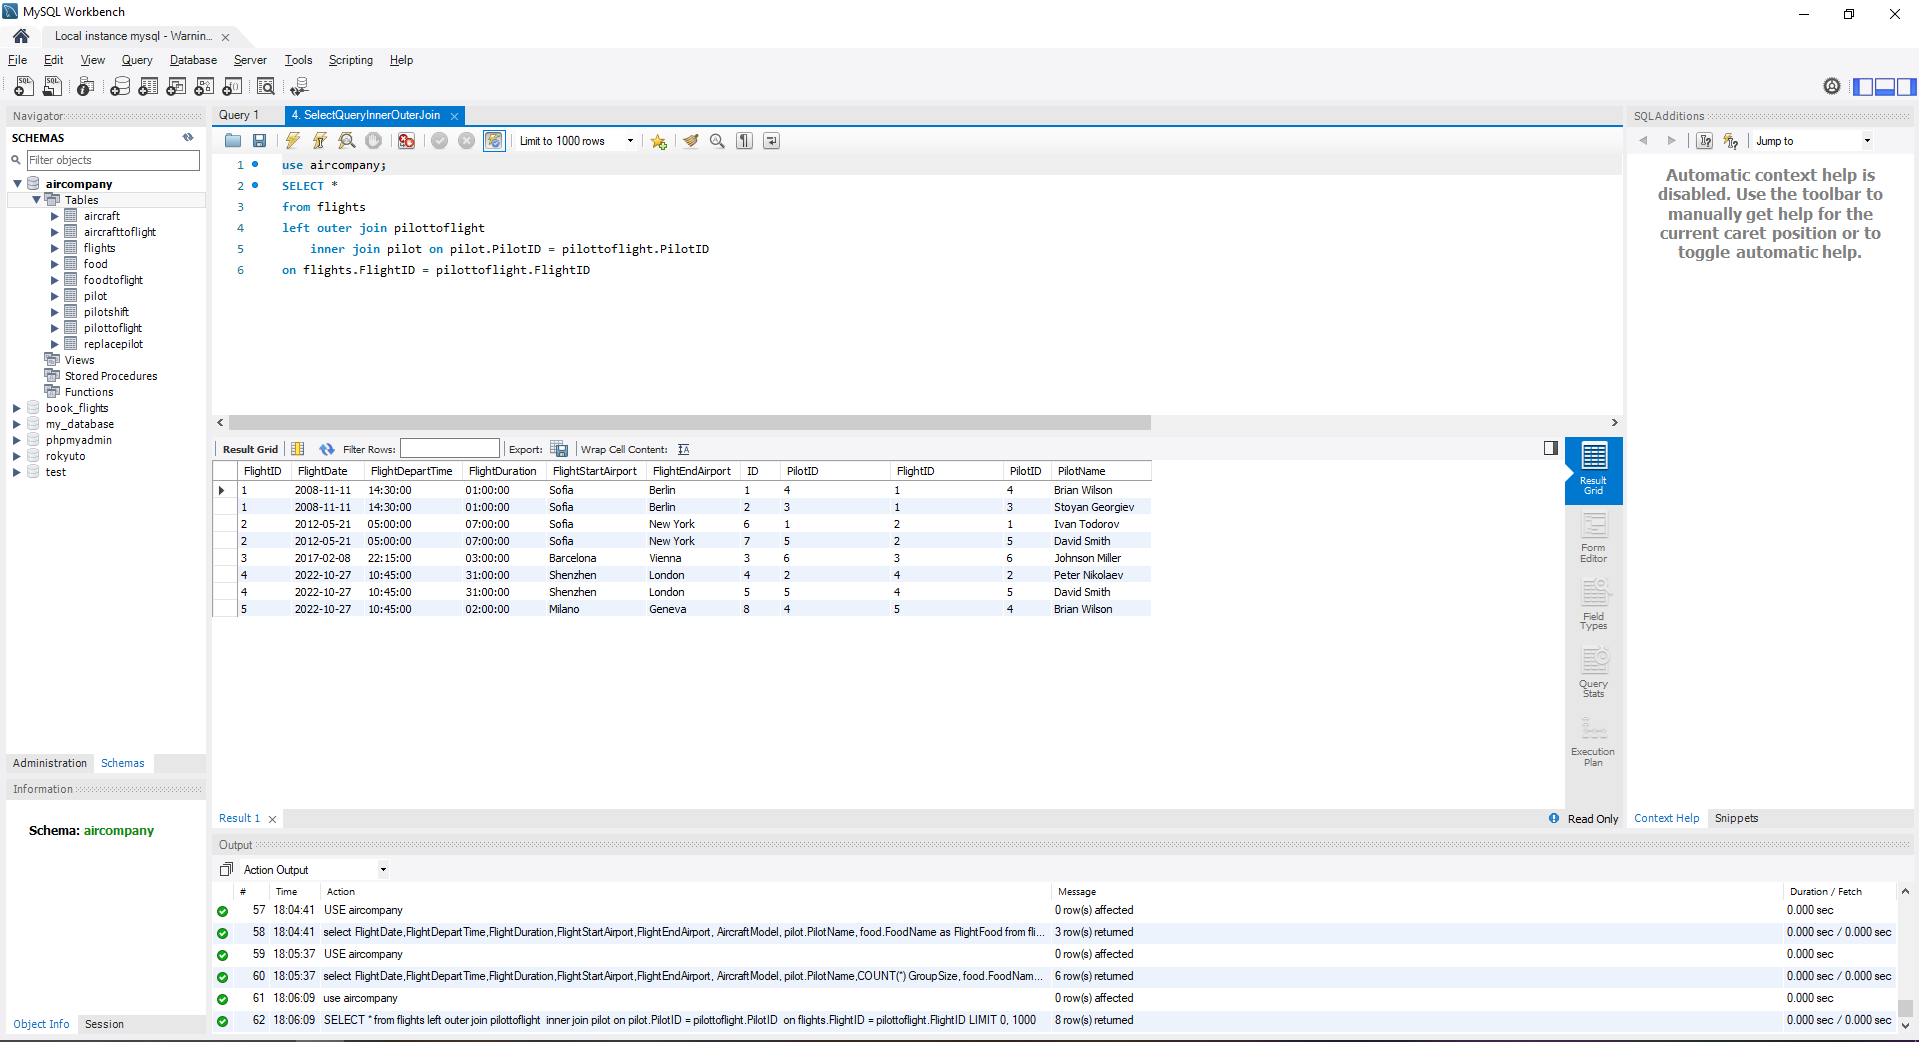 MySQL Workbench
Local instance mysql - Warnin...
File Edit View Query Database Server Tools Scripting Help
Navigator
SCHEMAS
Filter objects
aircompany
Tables
aircraft
aircrafttoflight
flights
food
foodtoflight
pilot
pilotshift
pilottoflight
replacepilot
Views
Stored Procedures
Functions
book_flights
my_database
phpmyadmin
rokyuto
test
Administration Schemas
Information
Schema: aircompany
Object Info Session
Query 1 4. SelectQueryInnerOuterJoin
Limit to 1000 rows
1 use aircompany;
2 SELECT *
3 from flights
4 left outer join pilottoflight
5 inner join pilot on pilot.PilotID = pilottoflight.PilotID
6 on flights.FlightID = pilottoflight.FlightID
Result Grid Filter Rows: Export: Wrap Cell Content:
FlightID FlightDate FlightDepartTime FlightDuration FlightStartAirport FlightEndAirport ID PilotID FlightID PilotID PilotName
1 2008-11-11 14:30:00 01:00:00 Sofia Berlin 1 4 1 4 Brian Wilson
1 2008-11-11 14:30:00 01:00:00 Sofia Berlin 2 3 1 3 Stoyan Georgiev
2 2012-05-21 05:00:00 07:00:00 Sofia New York 6 1 2 1 Ivan Todorov
2 2012-05-21 05:00:00 07:00:00 Sofia New York 7 5 2 5 David Smith
3 2017-02-08 22:15:00 03:00:00 Barcelona Vienna 3 6 3 6 Johnson Miller
4 2022-10-27 10:45:00 31:00:00 Shenzhen London 4 2 4 2 Peter Nikolaev
4 2022-10-27 10:45:00 31:00:00 Shenzhen London 5 5 4 5 David Smith
5 2022-10-27 10:45:00 02:00:00 Milano Geneva 8 4 5 4 Brian Wilson
Result
Grid
Form
Editor
Field
Types
Query
Stats
Execution
Plan
Result 1
Read Only
SQLAdditions
Jump to
Automatic context help is
disabled. Use the toolbar to
manually get help for the
current caret position or to
toggle automatic help.
Context Help Snippets
Output
Action Output
# Time Action Message Duration / Fetch
57 18:04:41 USE aircompany 0 row(s) affected 0.000 sec
58 18:04:41 select FlightDate,FlightDepartTime,FlightDuration,FlightStartAirport,FlightEndAirport, AircraftModel, pilot.PilotName, food.FoodName as FlightFood from fli... 3 row(s) returned 0.000 sec / 0.000 sec
59 18:05:37 USE aircompany 0 row(s) affected 0.000 sec
60 18:05:37 select FlightDate,FlightDepartTime,FlightDuration,FlightStartAirport,FlightEndAirport, AircraftModel, pilot.PilotName,COUNT(*) GroupSize, food.FoodNam... 6 row(s) returned 0.000 sec / 0.000 sec
61 18:06:09 use aircompany 0 row(s) affected 0.000 sec
62 18:06:09 SELECT * from flights left outer join pilottoflight inner join pilot on pilot.PilotID = pilottoflight.PilotID on flights.FlightID = pilottoflight.FlightID LIMIT 0, 1000 8 row(s) returned 0.000 sec / 0.000 sec